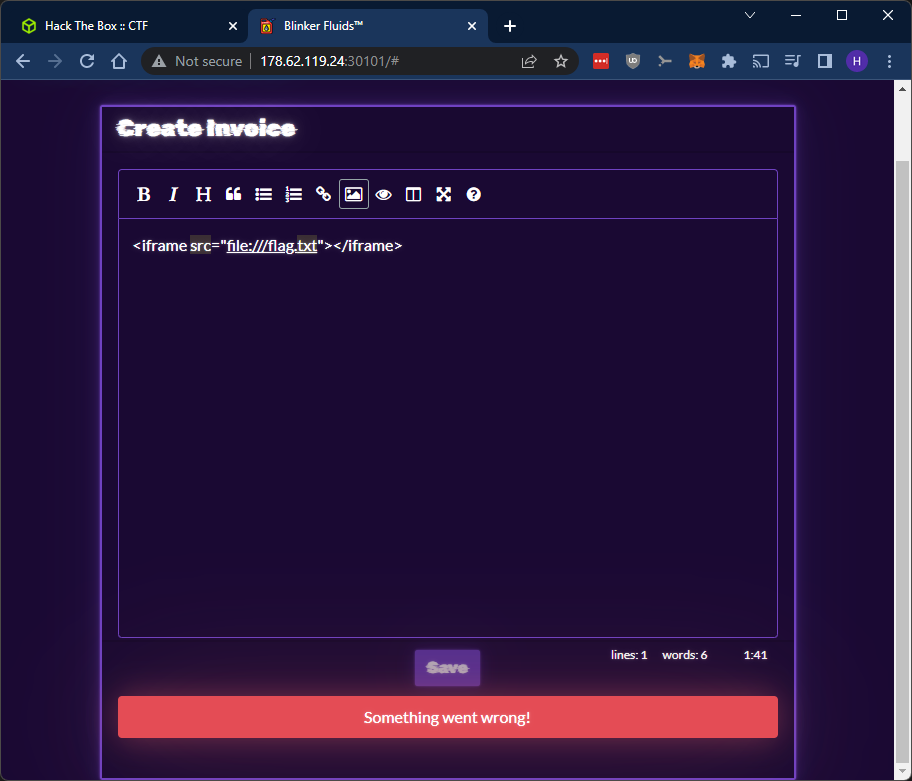 Hack The Box :: CTF
Blinker Fluids™
Not secure
178.62.119.24:30101/#
H
Create Invoice
B I H
<iframe src="file:///flag.txt"></iframe>
lines: 1 words: 6 1:41
Save
Something went wrong!